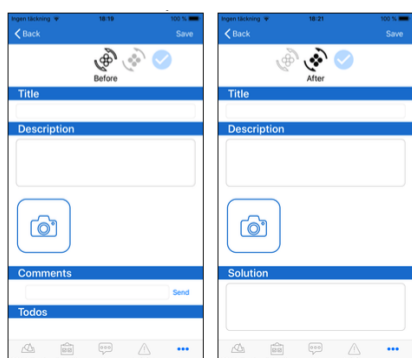 Ingen täckning 18:19 100 %
Back Save
Before
Title
Description
Comments
Send
Todos
Ingen täckning 18:21 100 %
Back Save
After
Title
Description
Solution